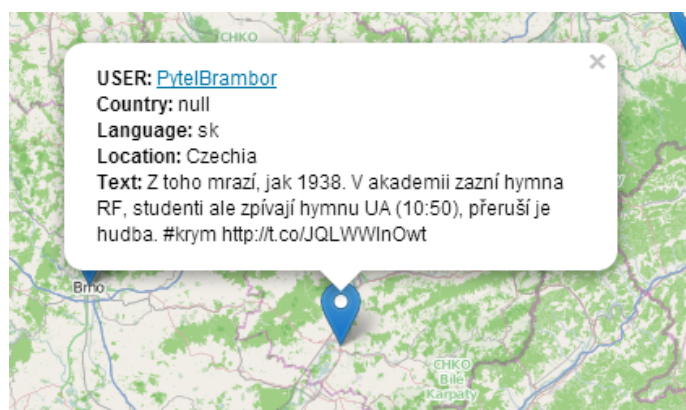 CHKO
×
USER: PytelBrambor
Country: null
Language: sk
Location: Czechia
Text: Z toho mrazí, jak 1938. V akademii zazní hymna
RF, studenti ale zpívají hymnu UA (10:50), přeruší je
hudba. #krym http://t.co/JQLWWlnOwt
Brno
CHKO
Bílé
Karpaty